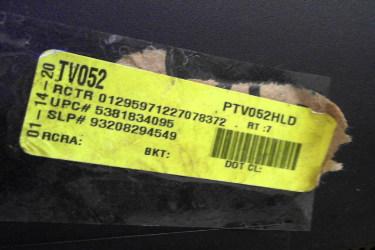 01-14-20
TV052
PTV052HLD
RCTR 01295971227078372
RT :7
UPC# 5381834095
SLP# 93208294549
RCRA:
BKT:
DOT CL: